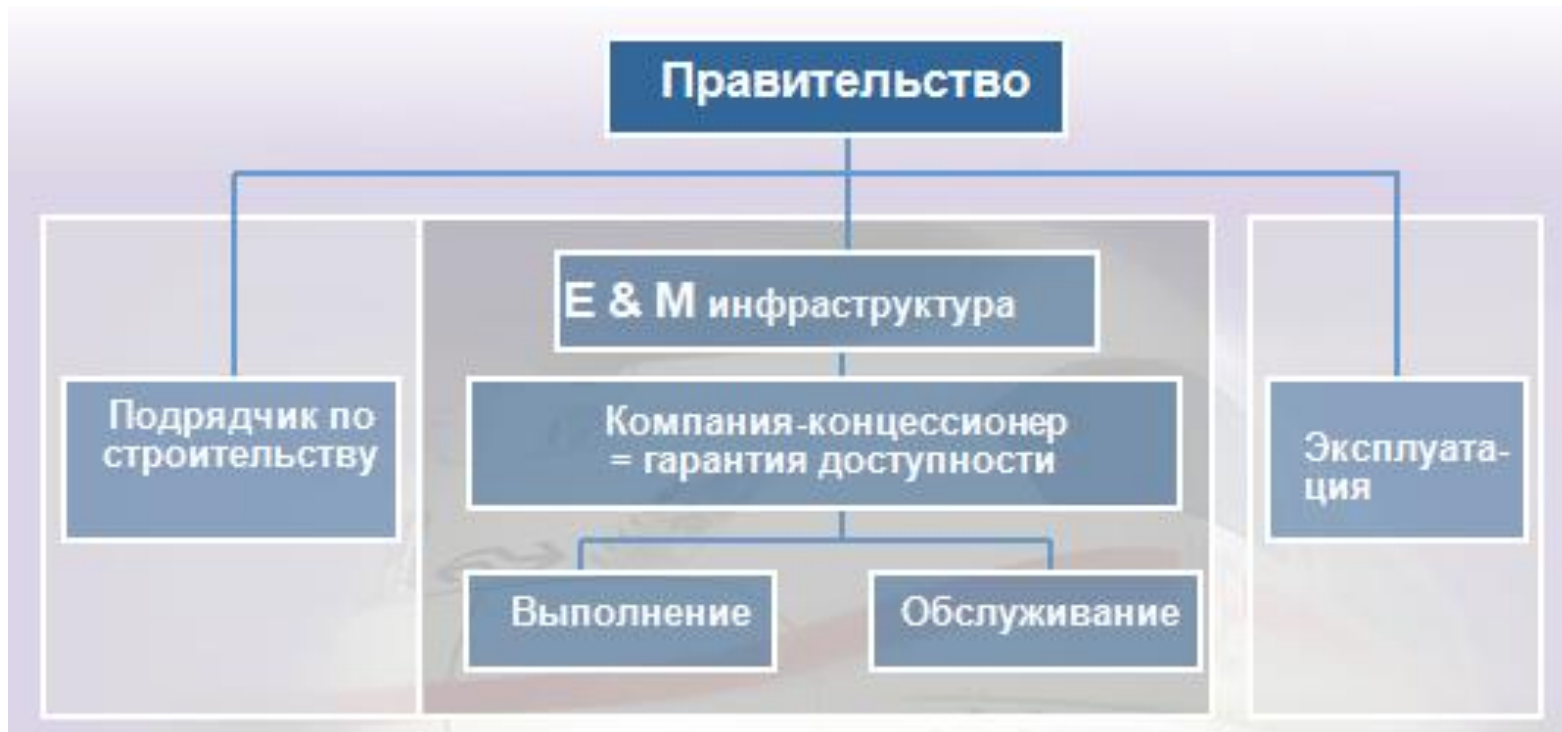 Правительство
E & M инфраструктура
Подрядчик по
строительству
Компания-концессионер
= гарантия доступности
Эксплуата-
ция
Выполнение
Обслуживание